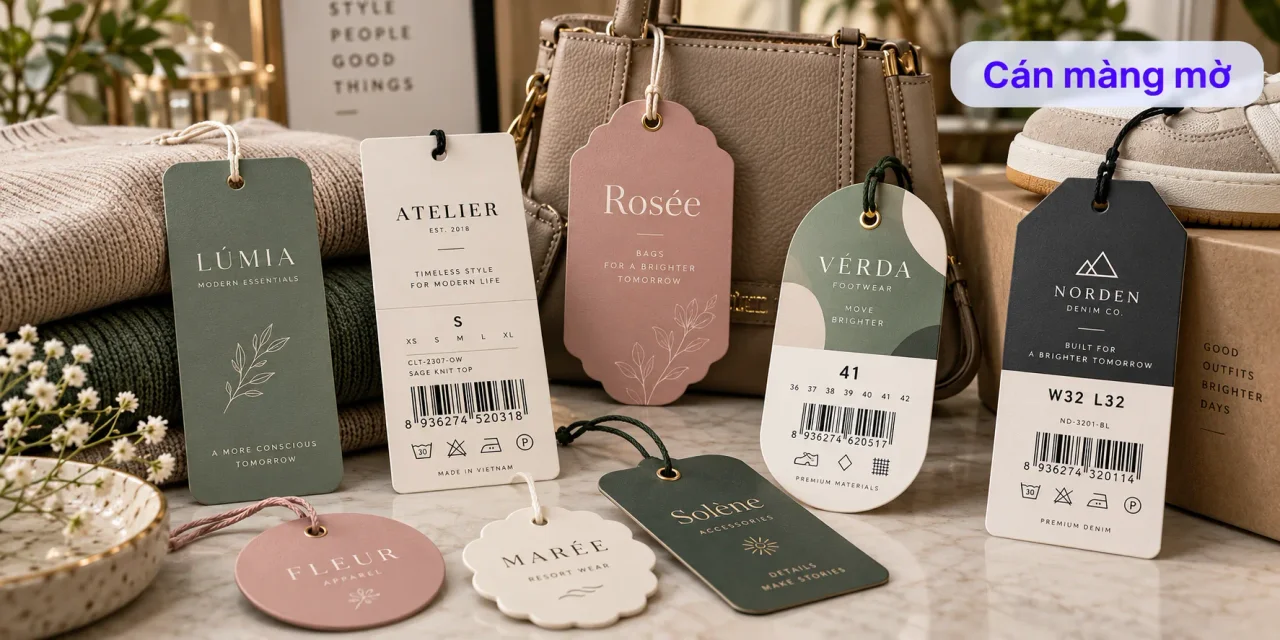 STYLE
PEOPLE
GOOD
THINGS
Cán màng mờ
LÚMIA
MODERN ESSENTIALS
A MORE CONSCIOUS
TOMORROW
ATELIER
EST. 2018
TIMELESS STYLE
FOR MODERN LIFE
S
XS S M L XL
CLT-2307-OW
SAGE KNIT TOP
8 936274 520318
30
P
MADE IN VIETNAM
Rosée
BAGS
FOR A BRIGHTER
TOMORROW
VÉRDA
FOOTWEAR
MOVE
BRIGHTER
41
36 37 38 39 40 41 42
8 936274 620517
PREMIUM MATERIALS
NORDEN
DENIM CO.
BUILT FOR
A BRIGHTER TOMORROW
W32 L32
ND-3201-BL
8 936274 320114
30
P
PREMIUM DENIM
GOOD
OUTFITS
BRIGHTER
DAYS
FLEUR
APPAREL
MARÉE
RESORT WEAR
Solène
ACCESSORIES
DETAILS
MAKE STORIES